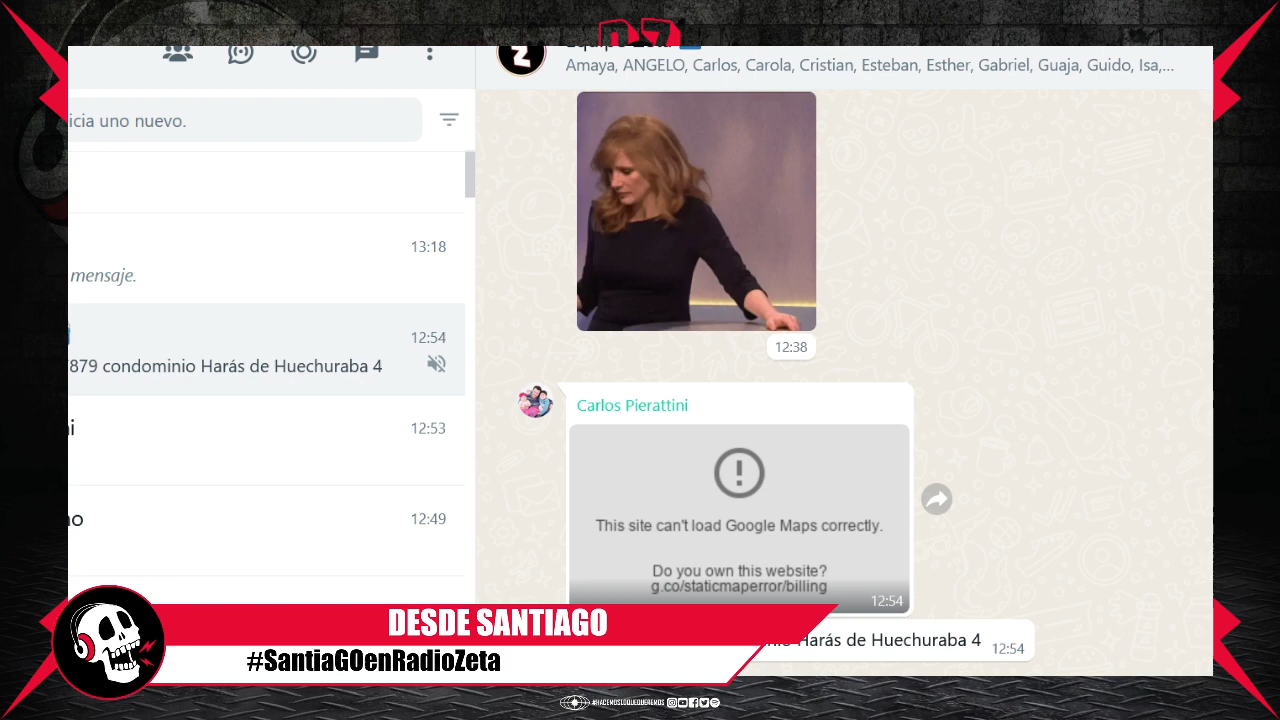 Amaya, ANGELO, Carlos, Carola, Cristian, Esteban, Esther, Gabriel, Guaja, Guido, Isa,...
icia uno nuevo.
13:18
mensaje.
12:54
879 condominio Harás de Huechuraba 4
12:53
12:49
12:38
Carlos Pierattini
This site can't load Google Maps correctly.
Do you own this website?
g.co/staticmaperror/billing
12:54
Harás de Huechuraba 4
12:54
DESDE SANTIAGO
#SantiaGOenRadioZeta
#HACEMOSLOQUEQUEREMOS